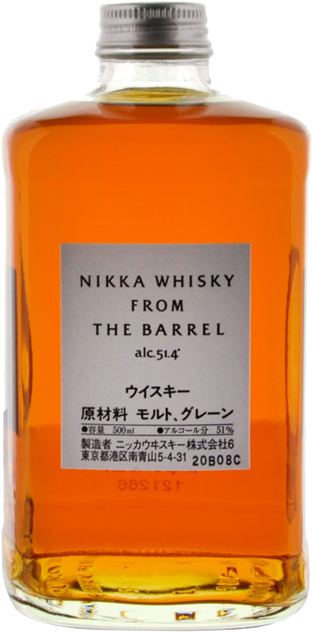 NIKKA WHISKY
FROM
THE BARREL
alc.51.4°
ウイスキー
原材料 モルト、グレーン
●容量 500ml ●アルコール分 51%
製造者 ニッカウヰスキー株式会社6
東京都港区南青山5-4-31 20B08C